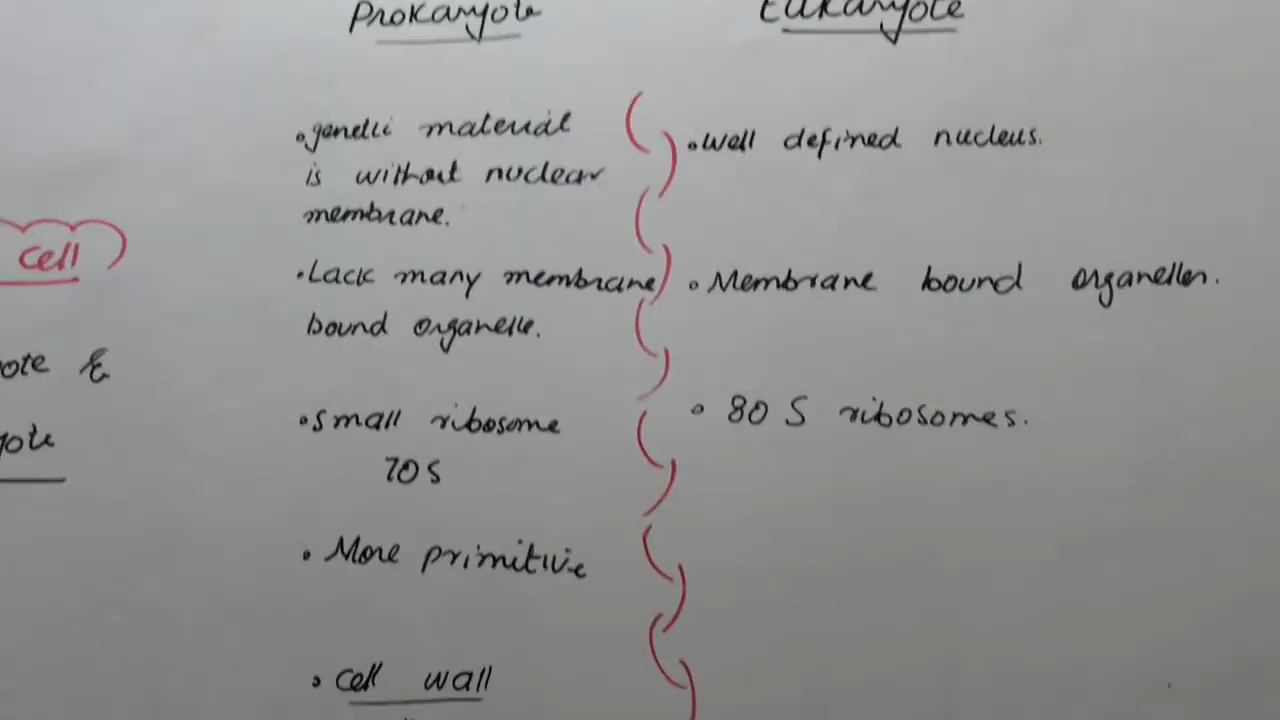 Prokaryote
Eukaryote
• genetic material
is without nuclear
membrane.
• Well defined nucleus.
cell
• Lack many membrane
bound organelle.
• Membrane bound organelles.
ote &
yote
• Small ribosome
70 S
• 80 S ribosomes.
• More primitive
• cell wall